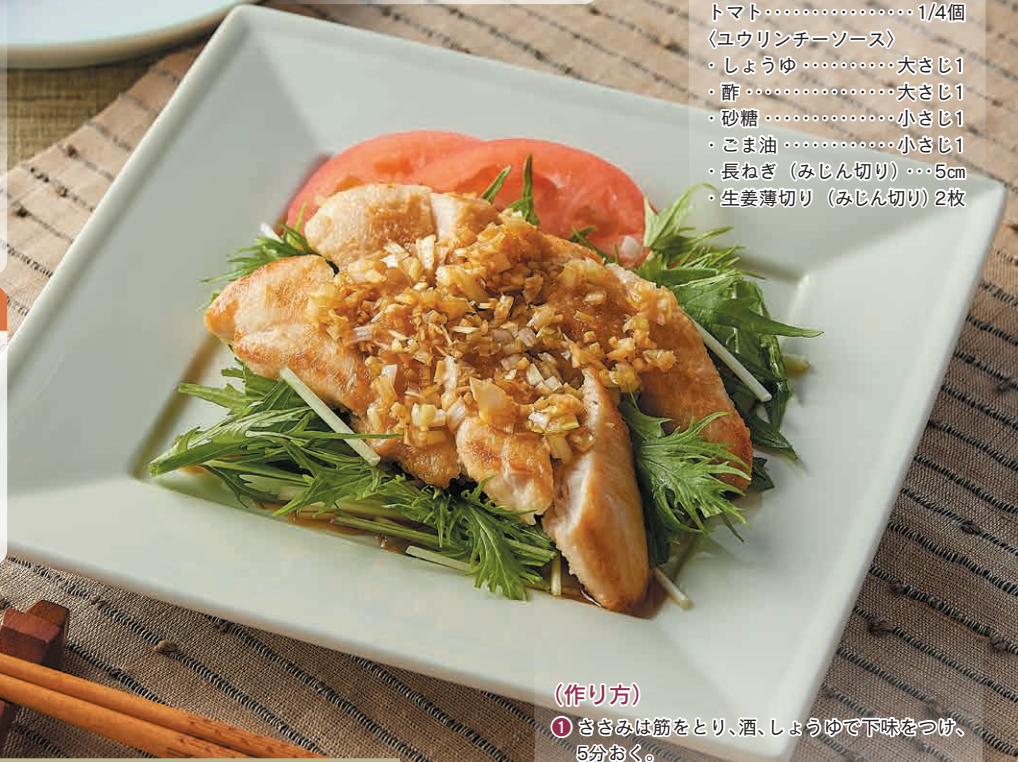 トマト················1/4個
〈ユウリンチーソース〉
・しょうゆ··········大さじ1
・酢················大さじ1
・砂糖··············小さじ1
・ごま油············小さじ1
・長ねぎ（みじん切り）···5㎝
・生姜薄切り（みじん切り）2枚
（作り方）
❶ささみは筋をとり、酒、しょうゆで下味をつけ、
5分おく。